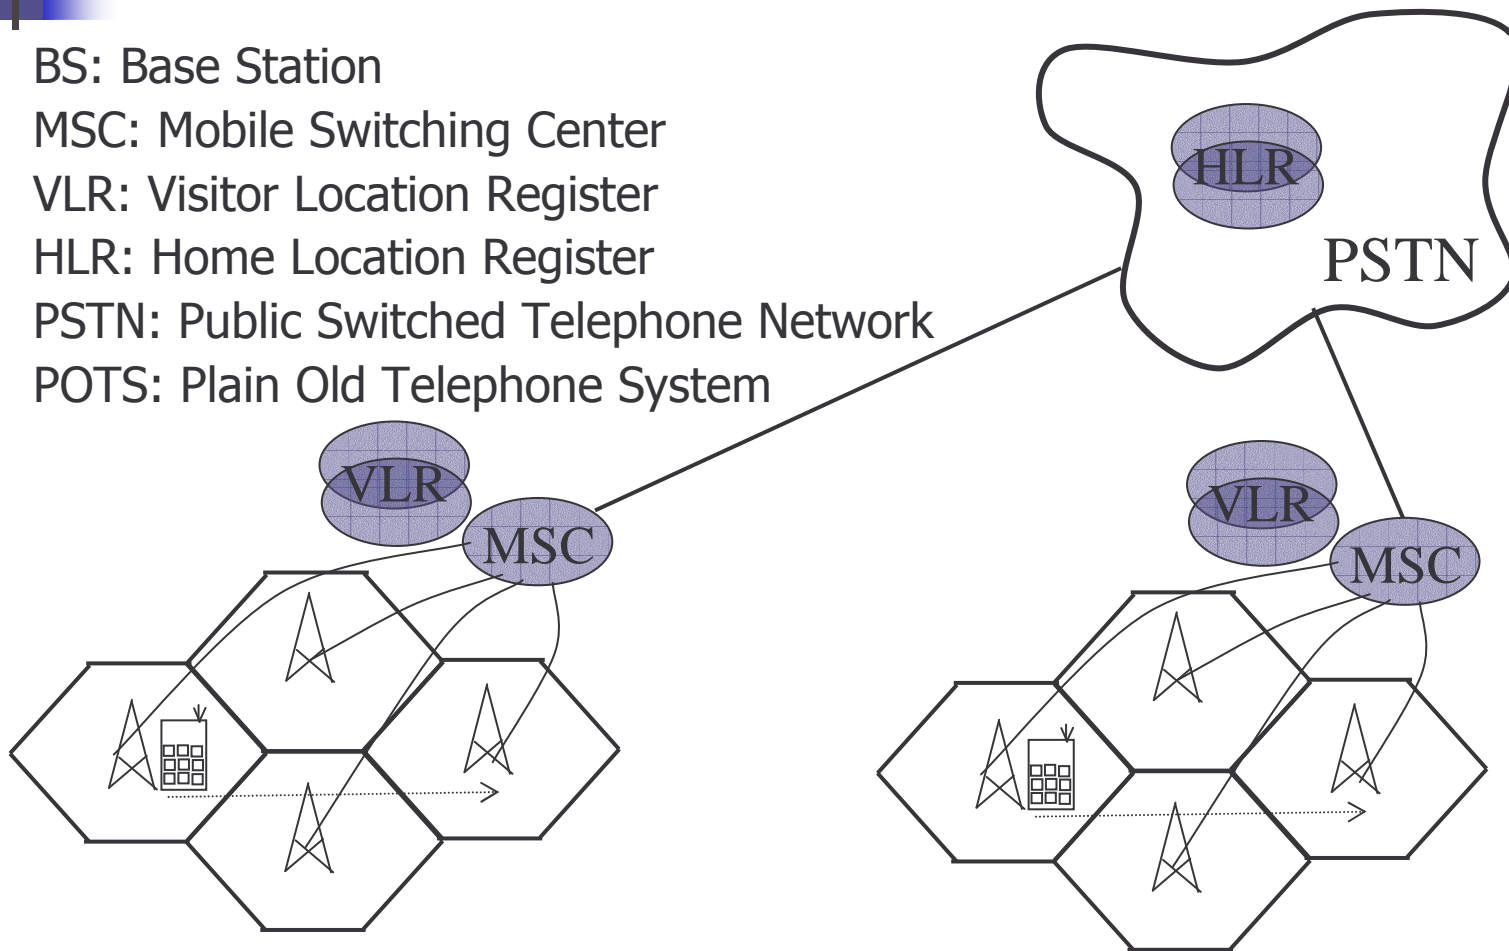 BS: Base Station
MSC: Mobile Switching Center
VLR: Visitor Location Register
HLR: Home Location Register
PSTN: Public Switched Telephone Network
POTS: Plain Old Telephone System
HLR
PSTN
VLR
MSC
VLR
MSC